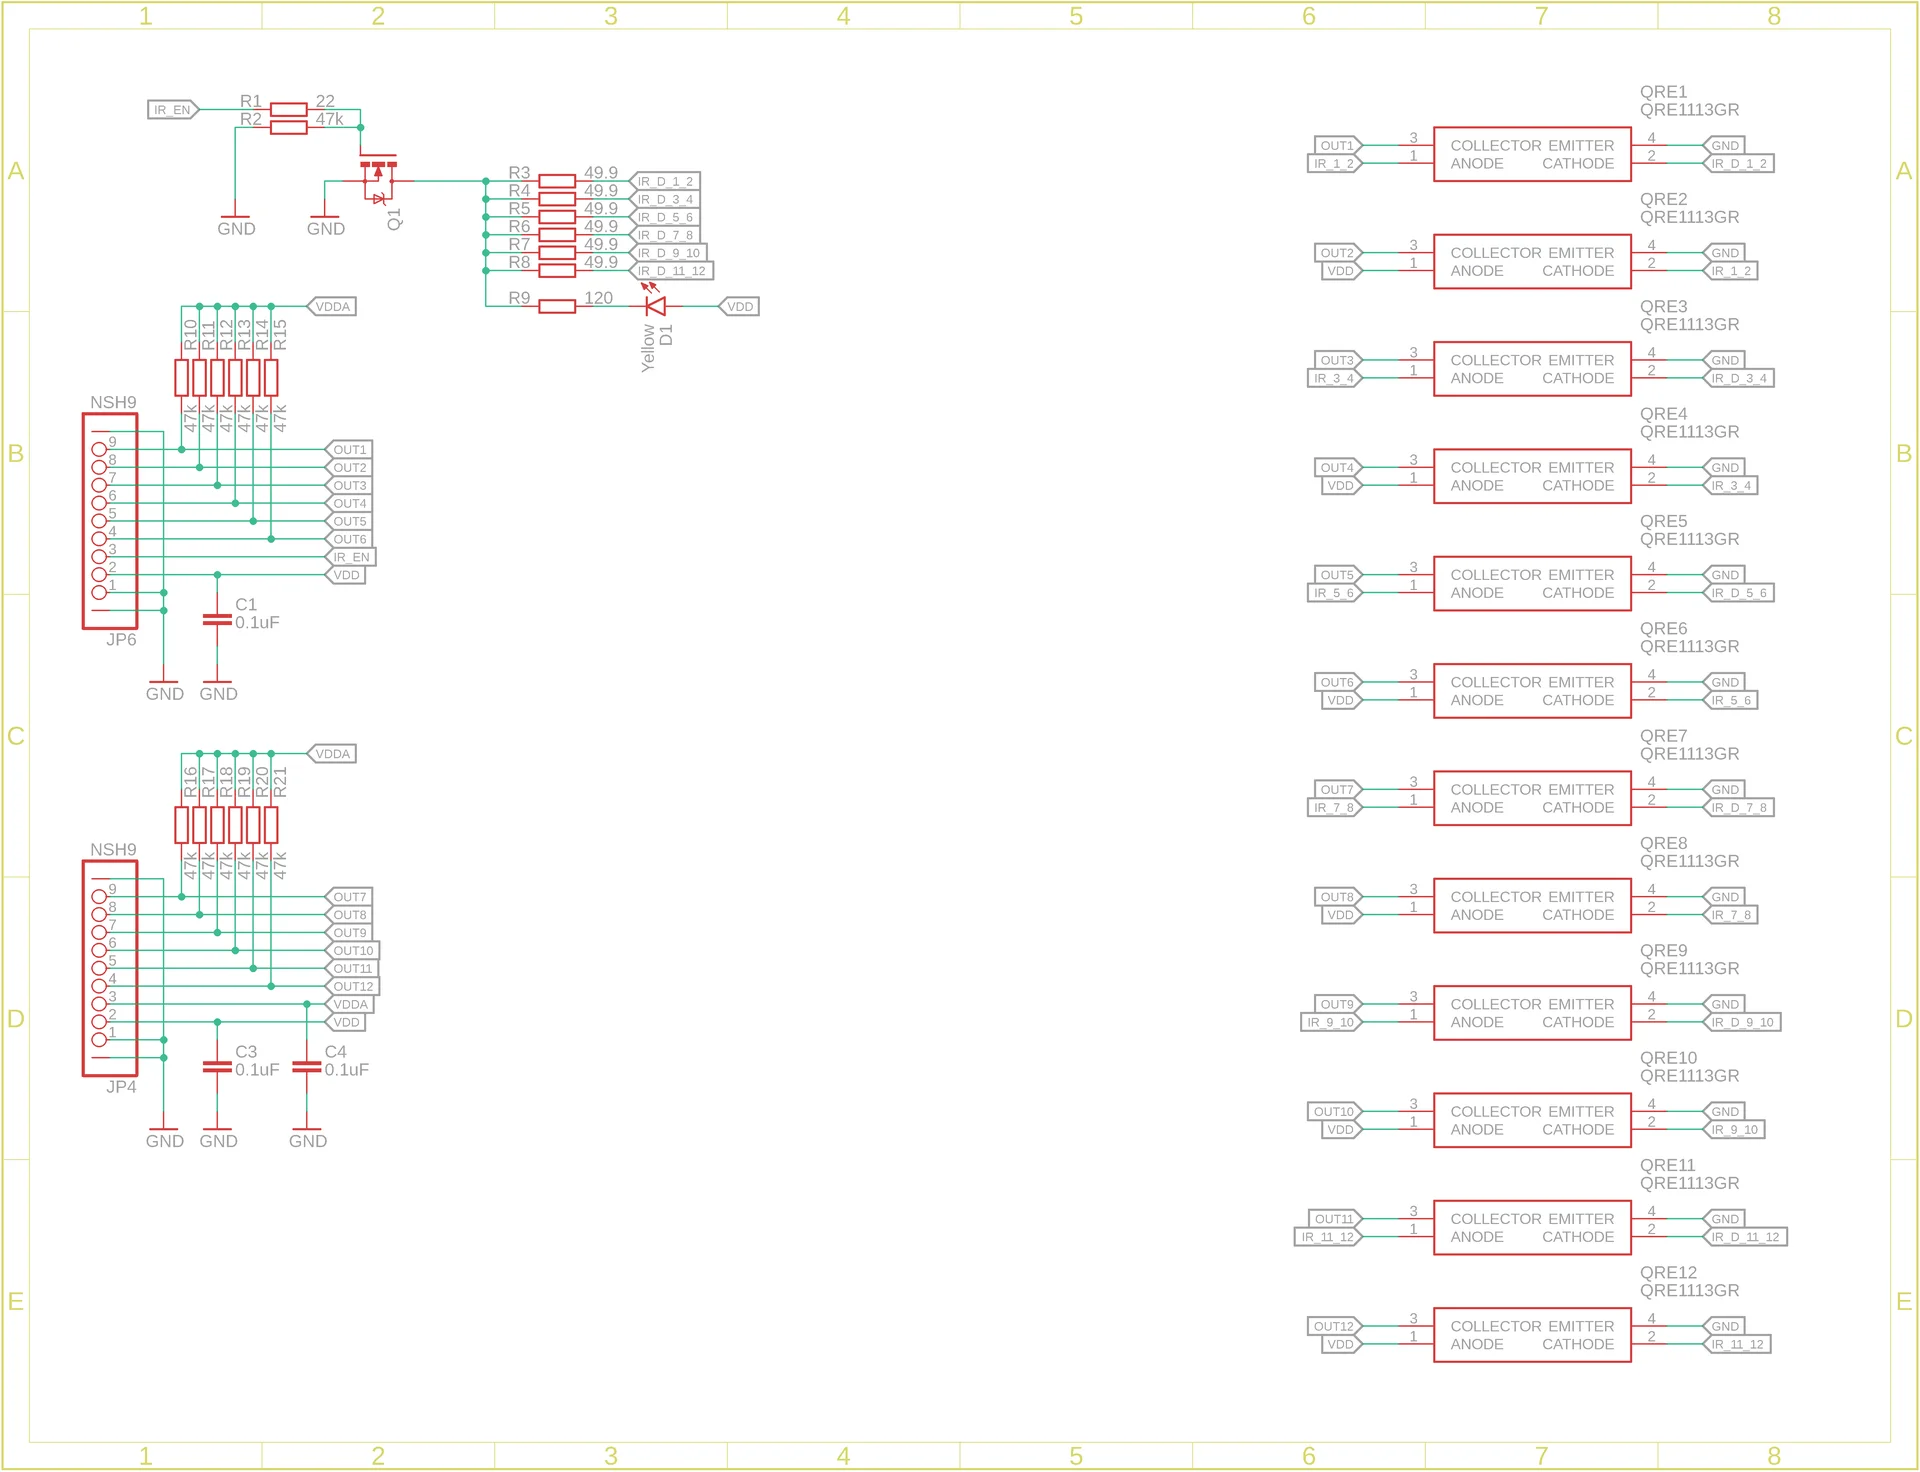 1 2 3 4 5 6 7 8
A A
B B
C C
D D
E E
1 2 3 4 5 6 7 8
IR_EN
R1 22
R2 47k
GND
GND
Q1
R3 49.9 IR_D_1_2
R4 49.9 IR_D_3_4
R5 49.9 IR_D_5_6
R6 49.9 IR_D_7_8
R7 49.9 IR_D_9_10
R8 49.9 IR_D_11_12
R9 120 VDD
Yellow
D1
VDDA
R10 R11 R12 R13 R14 R15
47k 47k 47k 47k 47k 47k
NSH9
9 OUT1
8 OUT2
7 OUT3
6 OUT4
5 OUT5
4 OUT6
3 IR_EN
2 VDD
1
JP6
C1
0.1uF
GND GND
VDDA
R16 R17 R18 R19 R20 R21
47k 47k 47k 47k 47k 47k
NSH9
9 OUT7
8 OUT8
7 OUT9
6 OUT10
5 OUT11
4 OUT12
3 VDDA
2 VDD
1
JP4
C3 C4
0.1uF 0.1uF
GND GND GND
QRE1
QRE1113GR
OUT1 3 COLLECTOR EMITTER 4 GND
IR_1_2 1 ANODE CATHODE 2 IR_D_1_2
QRE2
QRE1113GR
OUT2 3 COLLECTOR EMITTER 4 GND
VDD 1 ANODE CATHODE 2 IR_1_2
QRE3
QRE1113GR
OUT3 3 COLLECTOR EMITTER 4 GND
IR_3_4 1 ANODE CATHODE 2 IR_D_3_4
QRE4
QRE1113GR
OUT4 3 COLLECTOR EMITTER 4 GND
VDD 1 ANODE CATHODE 2 IR_3_4
QRE5
QRE1113GR
OUT5 3 COLLECTOR EMITTER 4 GND
IR_5_6 1 ANODE CATHODE 2 IR_D_5_6
QRE6
QRE1113GR
OUT6 3 COLLECTOR EMITTER 4 GND
VDD 1 ANODE CATHODE 2 IR_5_6
QRE7
QRE1113GR
OUT7 3 COLLECTOR EMITTER 4 GND
IR_7_8 1 ANODE CATHODE 2 IR_D_7_8
QRE8
QRE1113GR
OUT8 3 COLLECTOR EMITTER 4 GND
VDD 1 ANODE CATHODE 2 IR_7_8
QRE9
QRE1113GR
OUT9 3 COLLECTOR EMITTER 4 GND
IR_9_10 1 ANODE CATHODE 2 IR_D_9_10
QRE10
QRE1113GR
OUT10 3 COLLECTOR EMITTER 4 GND
VDD 1 ANODE CATHODE 2 IR_9_10
QRE11
QRE1113GR
OUT11 3 COLLECTOR EMITTER 4 GND
IR_11_12 1 ANODE CATHODE 2 IR_D_11_12
QRE12
QRE1113GR
OUT12 3 COLLECTOR EMITTER 4 GND
VDD 1 ANODE CATHODE 2 IR_11_12